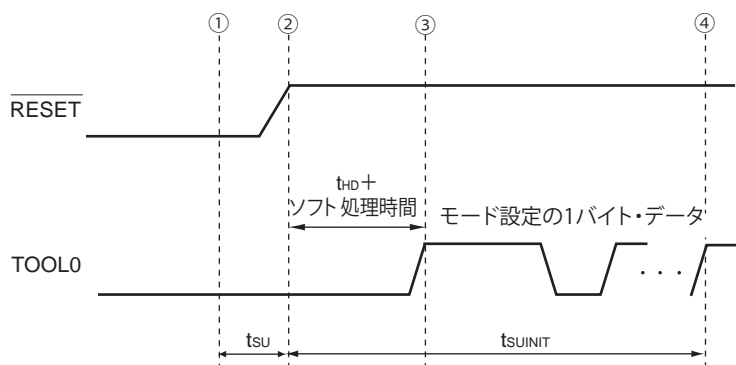 ① ② ③ ④
RESET
tHD＋
ソフト処理時間
モード設定の1バイト・データ
TOOL0
・・・
tSU
tSUINIT